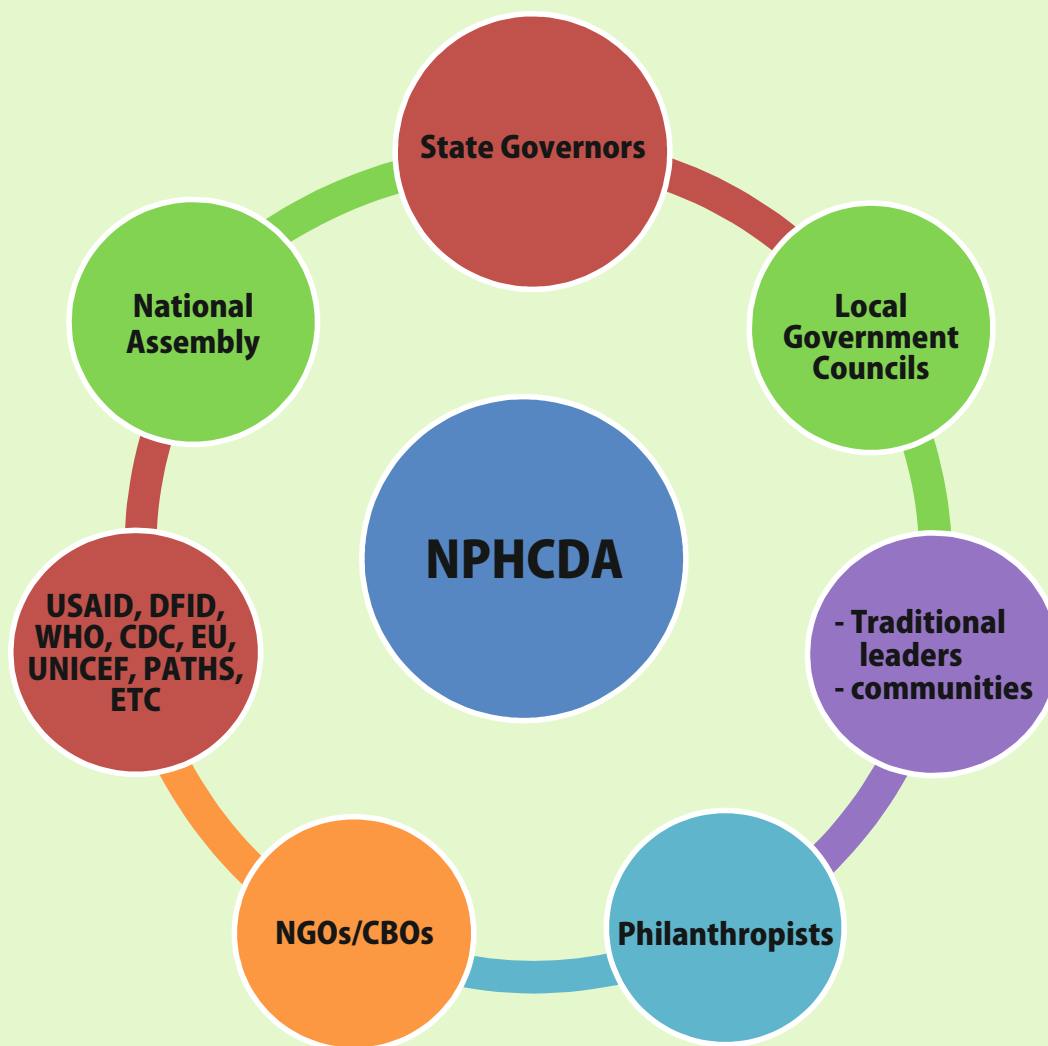 State Governors
National
Assembly
Local
Government
Councils
NPHCDA
USAID, DFID,
WHO, CDC, EU,
UNICEF, PATHS,
ETC
- Traditional
leaders
- communities
NGOs/CBOs
Philanthropists